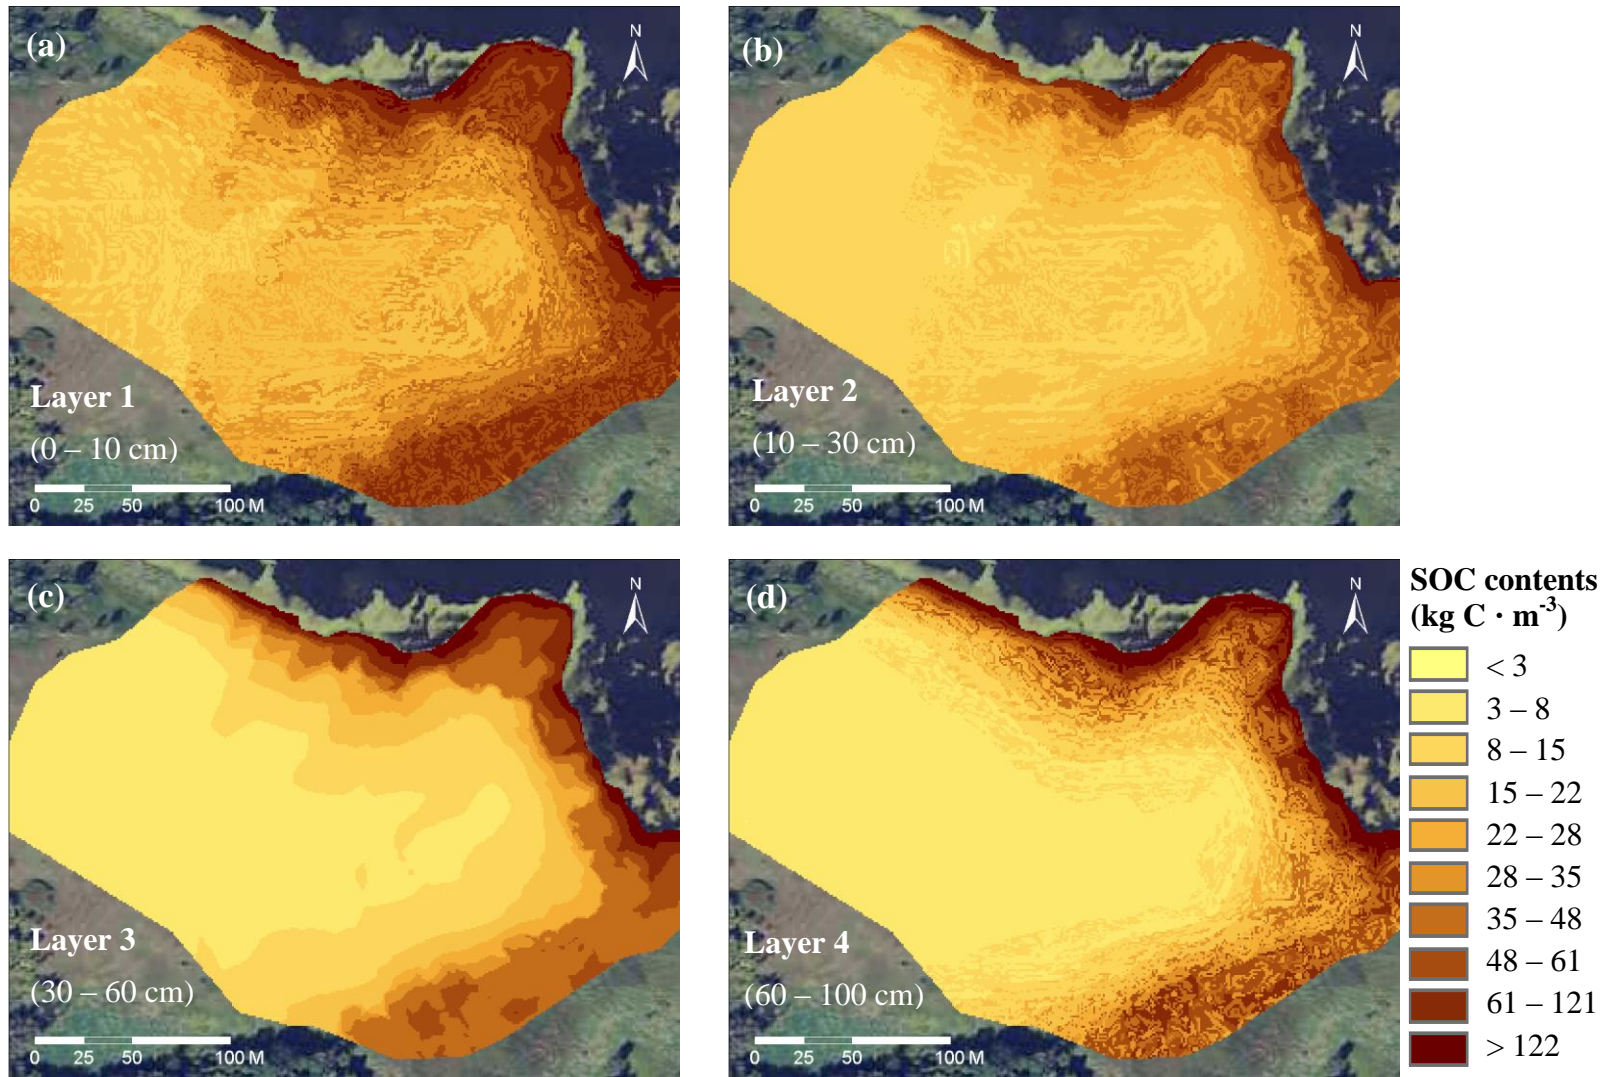 (a)
N
Layer 1
(0 – 10 cm)
0 25 50 100 M
(b)
N
Layer 2
(10 – 30 cm)
0 25 50 100 M
(c)
N
Layer 3
(30 – 60 cm)
0 25 50 100 M
(d)
N
Layer 4
(60 – 100 cm)
0 25 50 100 M
SOC contents
(kg C · m⁻³)
< 3
3 – 8
8 – 15
15 – 22
22 – 28
28 – 35
35 – 48
48 – 61
61 – 121
> 122